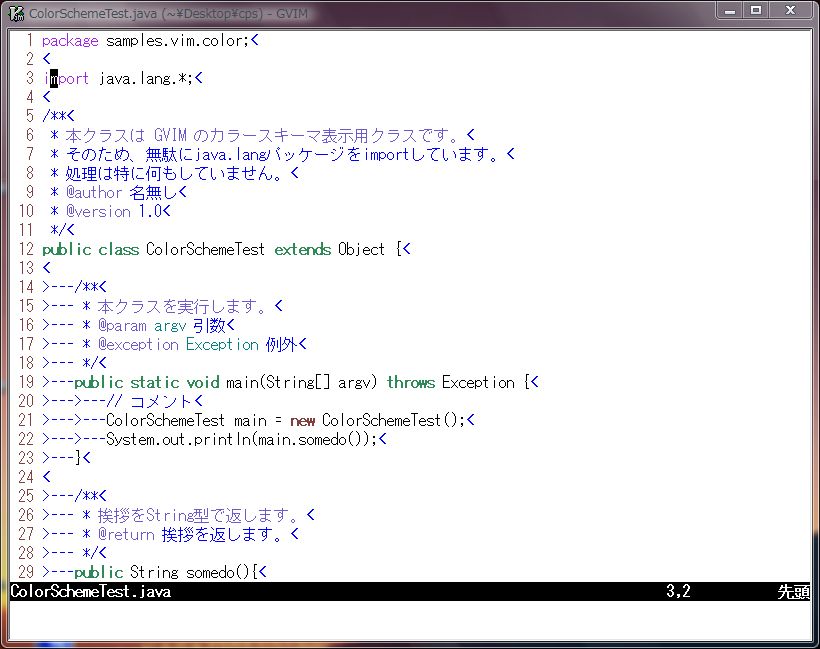 ColorSchemeTest.java (~¥Desktop¥cps) - GVIM
1 package samples.vim.color;<
2 <
3 import java.lang.*;<
4 <
5 /**<
6  * 本クラスは GVIM のカラースキーマ表示用クラスです。<
7  * そのため、無駄にjava.langパッケージをimportしています。<
8  * 処理は特に何もしていません。<
9  * @author 名無し<
10  * @version 1.0<
11  */<
12 public class ColorSchemeTest extends Object {<
13 <
14 >---/**<
15 >--- * 本クラスを実行します。<
16 >--- * @param argv 引数<
17 >--- * @exception Exception 例外<
18 >--- */<
19 >---public static void main(String[] argv) throws Exception {<
20 >--->---// コメント<
21 >--->---ColorSchemeTest main = new ColorSchemeTest();<
22 >--->---System.out.println(main.somedo());<
23 >---}<
24 <
25 >---/**<
26 >--- * 挨拶をString型で返します。<
27 >--- * @return 挨拶を返します。<
28 >--- */<
29 >---public String somedo(){<
ColorSchemeTest.java 3,2 先頭